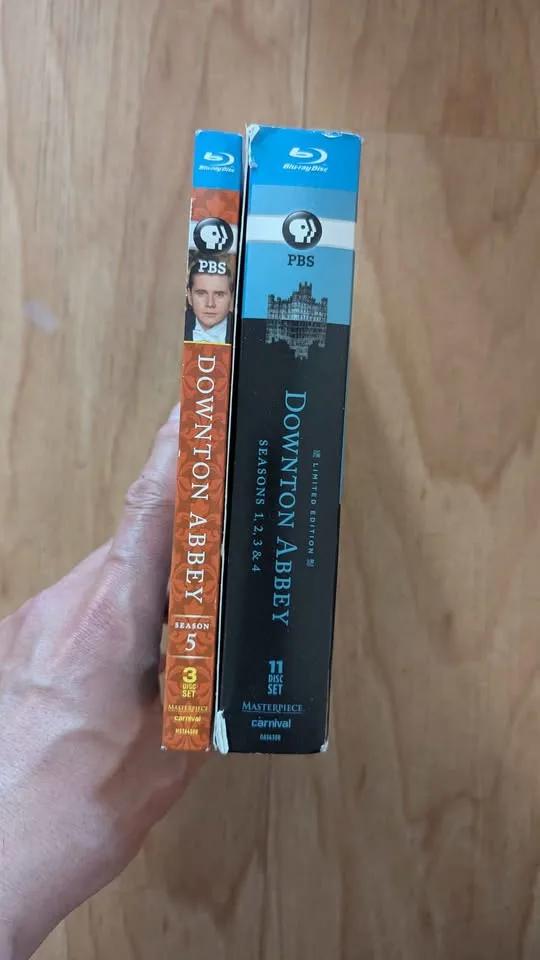 Blu-ray Disc
PBS
DOWNTON ABBEY
SEASON
5
3
DISC
SET
MASTERPIECE
carnival
Blu-ray Disc
PBS
LIMITED EDITION
DOWNTON ABBEY
SEASONS 1, 2, 3 & 4
11
DISC
SET
MASTERPIECE
carnival